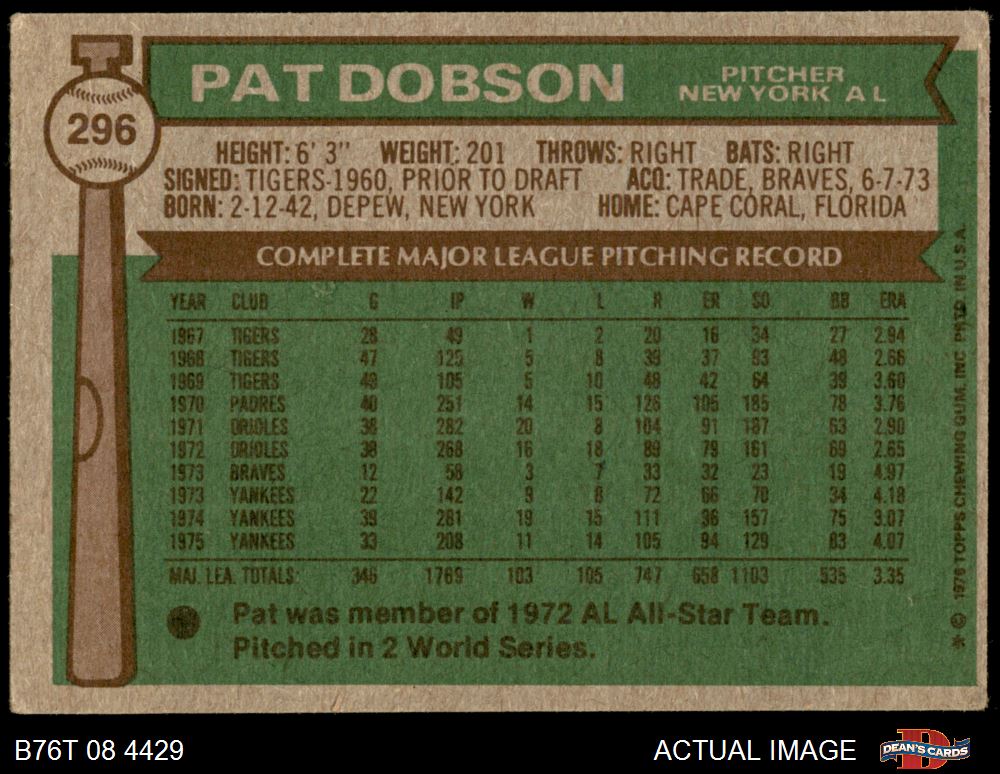 PAT DOBSON
PITCHER
NEW YORK A L
296
HEIGHT: 6' 3" WEIGHT: 201 THROWS: RIGHT BATS: RIGHT
SIGNED: TIGERS-1960, PRIOR TO DRAFT ACQ: TRADE, BRAVES, 6-7-73
BORN: 2-12-42, DEPEW, NEW YORK HOME: CAPE CORAL, FLORIDA
COMPLETE MAJOR LEAGUE PITCHING RECORD
YEAR CLUB G IP W L R ER SO BB ERA
1967 TIGERS 28 49 1 2 20 16 34 27 2.94
1968 TIGERS 47 125 5 8 39 37 93 48 2.66
1969 TIGERS 49 105 5 10 48 42 64 39 3.60
1970 PADRES 40 251 14 15 126 105 185 78 3.76
1971 ORIOLES 38 282 20 8 104 91 187 63 2.90
1972 ORIOLES 38 268 16 18 89 79 161 69 2.65
1973 BRAVES 12 58 3 7 33 32 23 19 4.97
1973 YANKEES 22 142 9 8 72 66 70 34 4.18
1974 YANKEES 39 281 19 15 111 96 157 75 3.07
1975 YANKEES 33 208 11 14 105 94 129 83 4.07
MAJ. LEA. TOTALS: 346 1769 103 105 747 658 1103 535 3.35
Pat was member of 1972 AL All-Star Team.
Pitched in 2 World Series.
* © 1976 TOPPS CHEWING GUM, INC. PRTD. IN U.S.A.
B76T 08 4429
ACTUAL IMAGE
DEAN'S CARDS